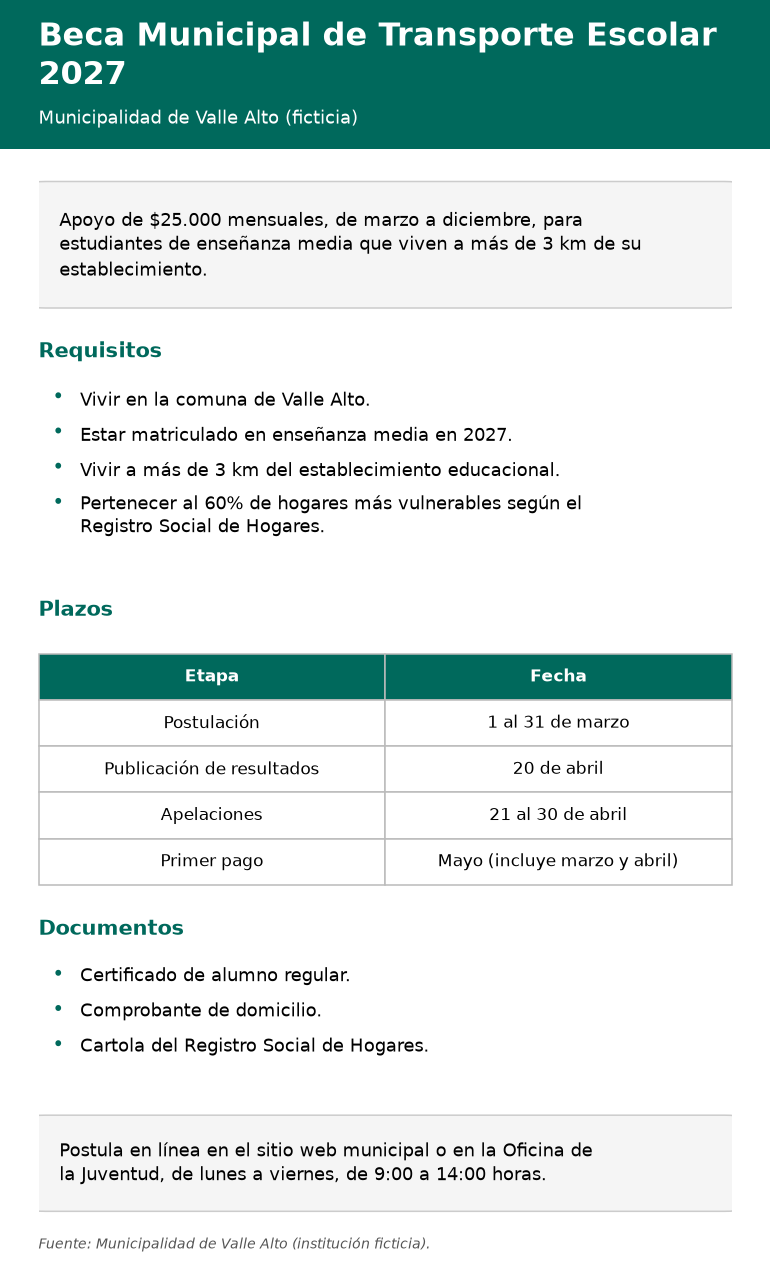 Beca Municipal de Transporte Escolar
2027
Municipalidad de Valle Alto (ficticia)
Apoyo de $25.000 mensuales, de marzo a diciembre, para
estudiantes de enseñanza media que viven a más de 3 km de su
establecimiento.
Requisitos
• Vivir en la comuna de Valle Alto.
• Estar matriculado en enseñanza media en 2027.
• Vivir a más de 3 km del establecimiento educacional.
• Pertenecer al 60% de hogares más vulnerables según el
Registro Social de Hogares.
Plazos
Etapa Fecha
Postulación 1 al 31 de marzo
Publicación de resultados 20 de abril
Apelaciones 21 al 30 de abril
Primer pago Mayo (incluye marzo y abril)
Documentos
• Certificado de alumno regular.
• Comprobante de domicilio.
• Cartola del Registro Social de Hogares.
Postula en línea en el sitio web municipal o en la Oficina de
la Juventud, de lunes a viernes, de 9:00 a 14:00 horas.
Fuente: Municipalidad de Valle Alto (institución ficticia).